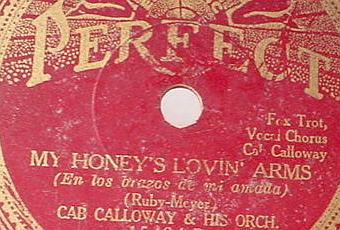 PERFECT
Fox Trot,
Vocal Chorus
Cab Calloway
MY HONEY'S LOVIN' ARMS
(En los brazos de mi amada)
(Ruby-Meyer)
CAB CALLOWAY & HIS ORCH.